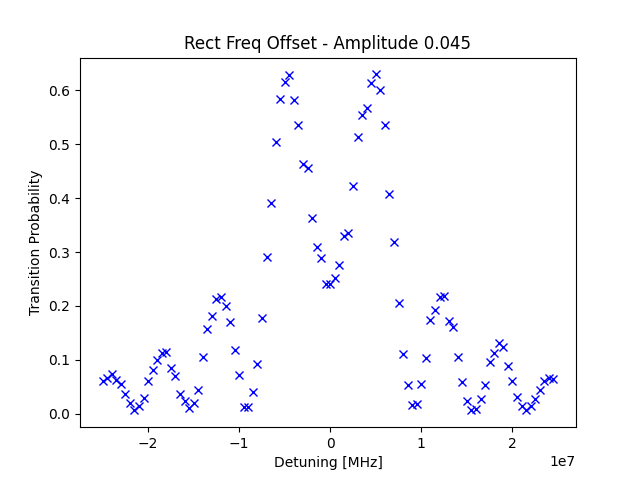 Rect Freq Offset - Amplitude 0.045
Transition Probability
0.6
0.5
0.4
0.3
0.2
0.1
0.0
−2 −1 0 1 2
1e7
Detuning [MHz]